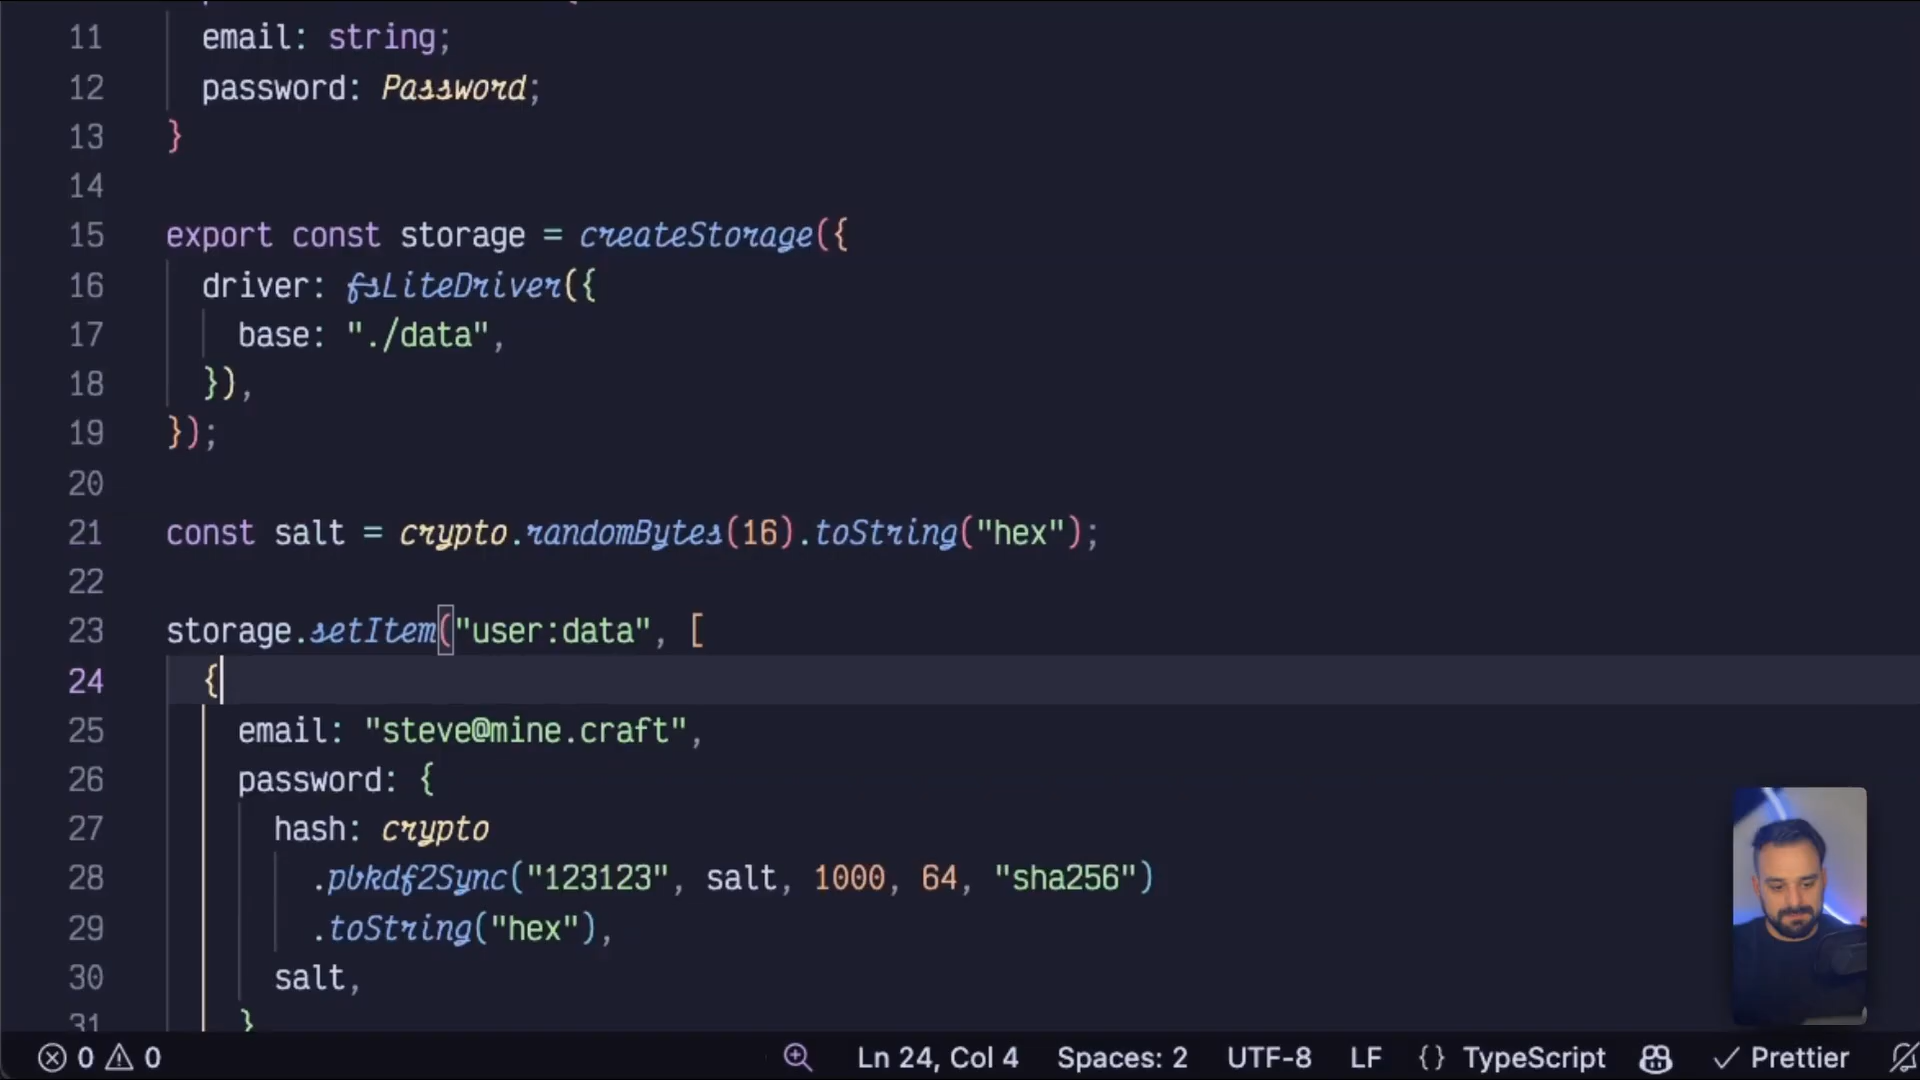 11 email: string;
12 password: Password;
13 }
14
15 export const storage = createStorage({
16 driver: fsLiteDriver({
17 base: "./data",
18 }),
19 });
20
21 const salt = crypto.randomBytes(16).toString("hex");
22
23 storage.setItem("user:data", [
24 {
25 email: "steve@mine.craft",
26 password: {
27 hash: crypto
28 .pbkdf2Sync("123123", salt, 1000, 64, "sha256")
29 .toString("hex"),
30 salt,
31 }
0 0 Ln 24, Col 4 Spaces: 2 UTF-8 LF {} TypeScript Prettier